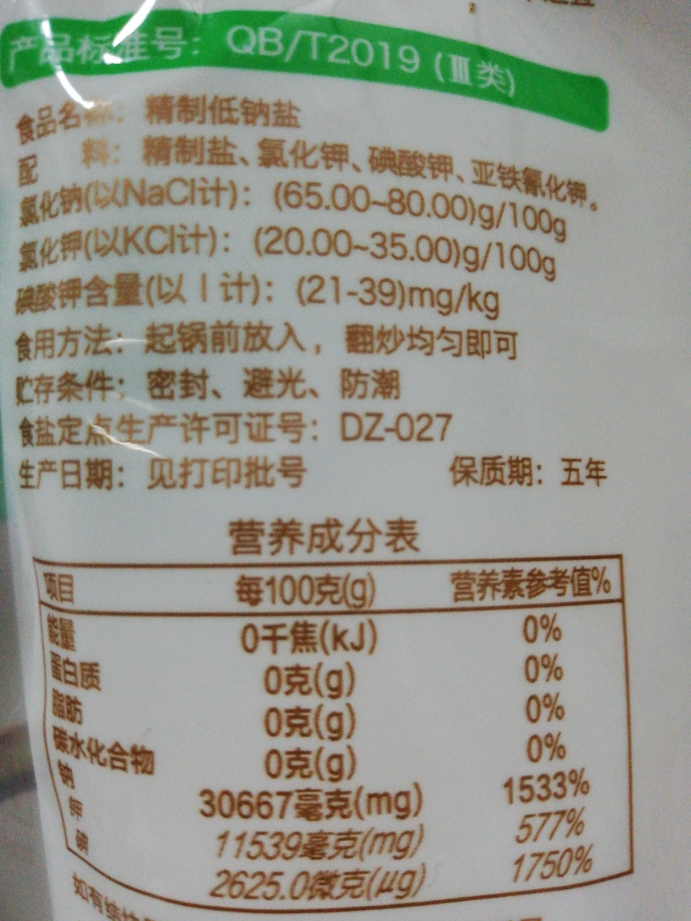 产品标准号：QB/T2019（Ⅲ类）
食品名称：精制低钠盐
配 料：精制盐、氯化钾、碘酸钾、亚铁氰化钾。
氯化钠(以NaCl计)：(65.00~80.00)g/100g
氯化钾(以KCl计)：(20.00~35.00)g/100g
碘酸钾含量(以 I 计)：(21-39)mg/kg
食用方法：起锅前放入，翻炒均匀即可
贮存条件：密封、避光、防潮
食盐定点生产许可证号：DZ-027
生产日期：见打印批号 保质期：五年
营养成分表
项目 每100克(g) 营养素参考值%
能量 0千焦(kJ) 0%
蛋白质 0克(g) 0%
脂肪 0克(g) 0%
碳水化合物 0克(g) 0%
钠 30667毫克(mg) 1533%
钾 11539毫克(mg) 577%
碘 2625.0微克(μg) 1750%
如有结块